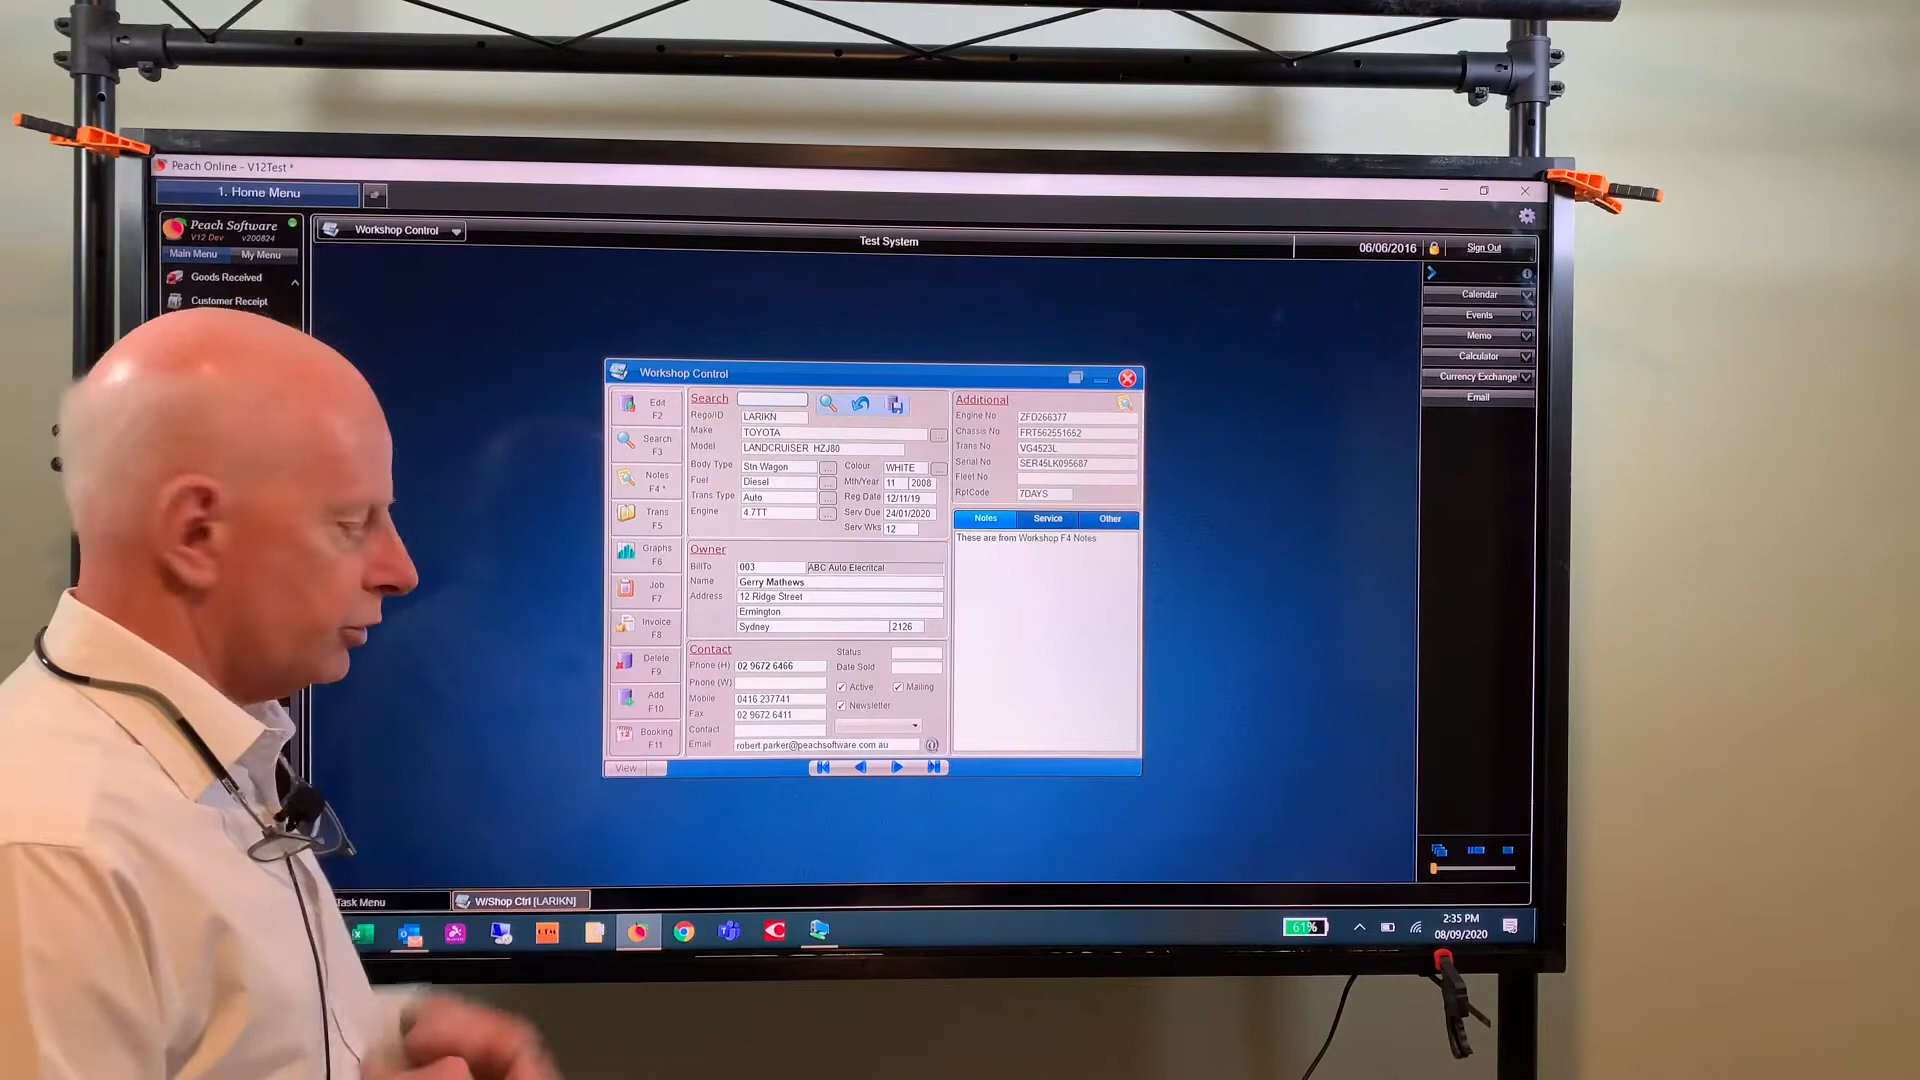 Peach Online - V12Test *
1. Home Menu
Peach Software
V12 Dev v200824
Main Menu My Menu
Goods Received
Customer Receipt
Workshop Control
Test System
06/06/2016
Sign Out
Calendar
Events
Memo
Calculator
Currency Exchange
Email
Workshop Control
Edit
F2
Search
F3
Notes
F4 *
Trans
F5
Graphs
F6
Job
F7
Invoice
F8
Delete
F9
Add
F10
Booking
F11
View
Search
Rego/ID LARIKN
Make TOYOTA
Model LANDCRUISER HZJ80
Body Type Stn Wagon ... Colour WHITE ...
Fuel Diesel ... Mth/Year 11 2008
Trans Type Auto ... Reg Date 12/11/19
Engine 4.7TT ... Serv Due 24/01/2020
Serv Wks 12
Owner
BillTo 003 ABC Auto Elecritcal
Name Gerry Mathews
Address 12 Ridge Street
Ermington
Sydney 2126
Contact
Phone (H) 02 9672 6466
Phone (W)
Mobile 0416 237741
Fax 02 9672 6411
Contact
Email robert.parker@peachsoftware.com.au @
Status
Date Sold
Active Mailing
Newsletter
Additional
Engine No ZFD266377
Chassis No FRT562551652
Trans No VG4523L
Serial No SER45LK095687
Fleet No
RptCode 7DAYS
Notes Service Other
These are from Workshop F4 Notes
Task Menu
W/Shop Ctrl [LARIKN]
61%
2:35 PM
08/09/2020